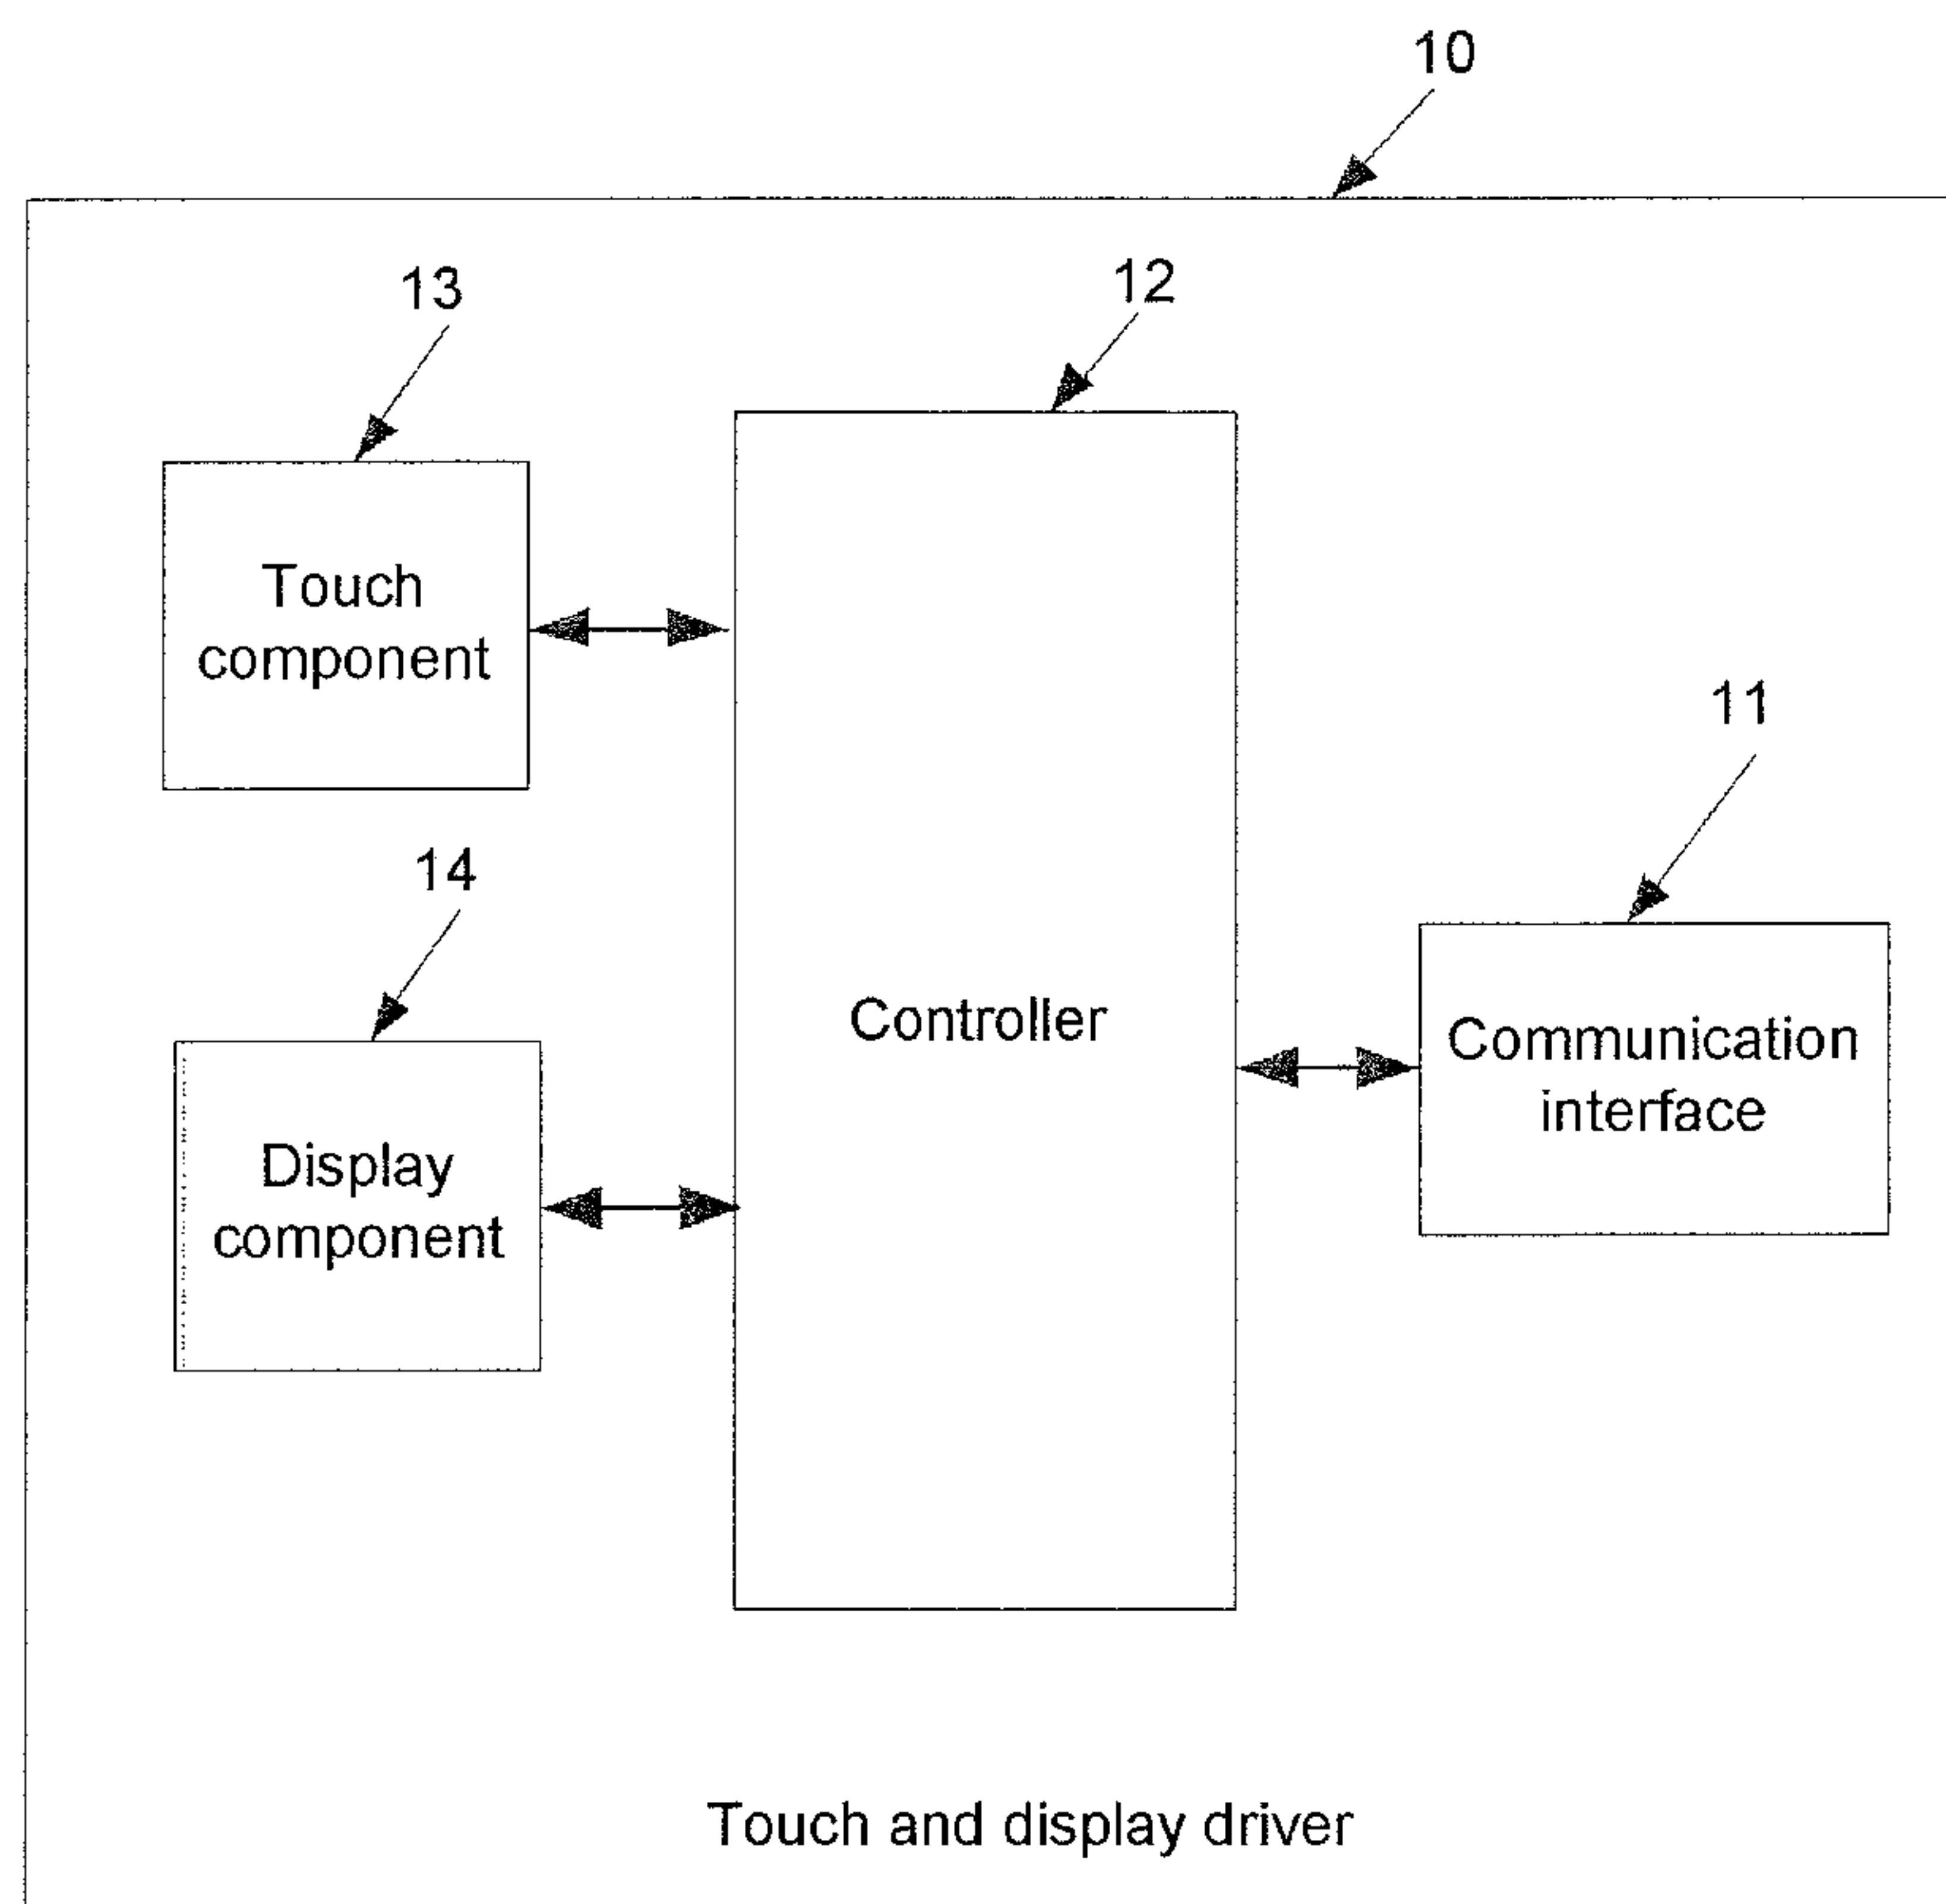 10
13
12
Touch
component
11
14
Controller
Communication
interface
Display
component
Touch and display driver